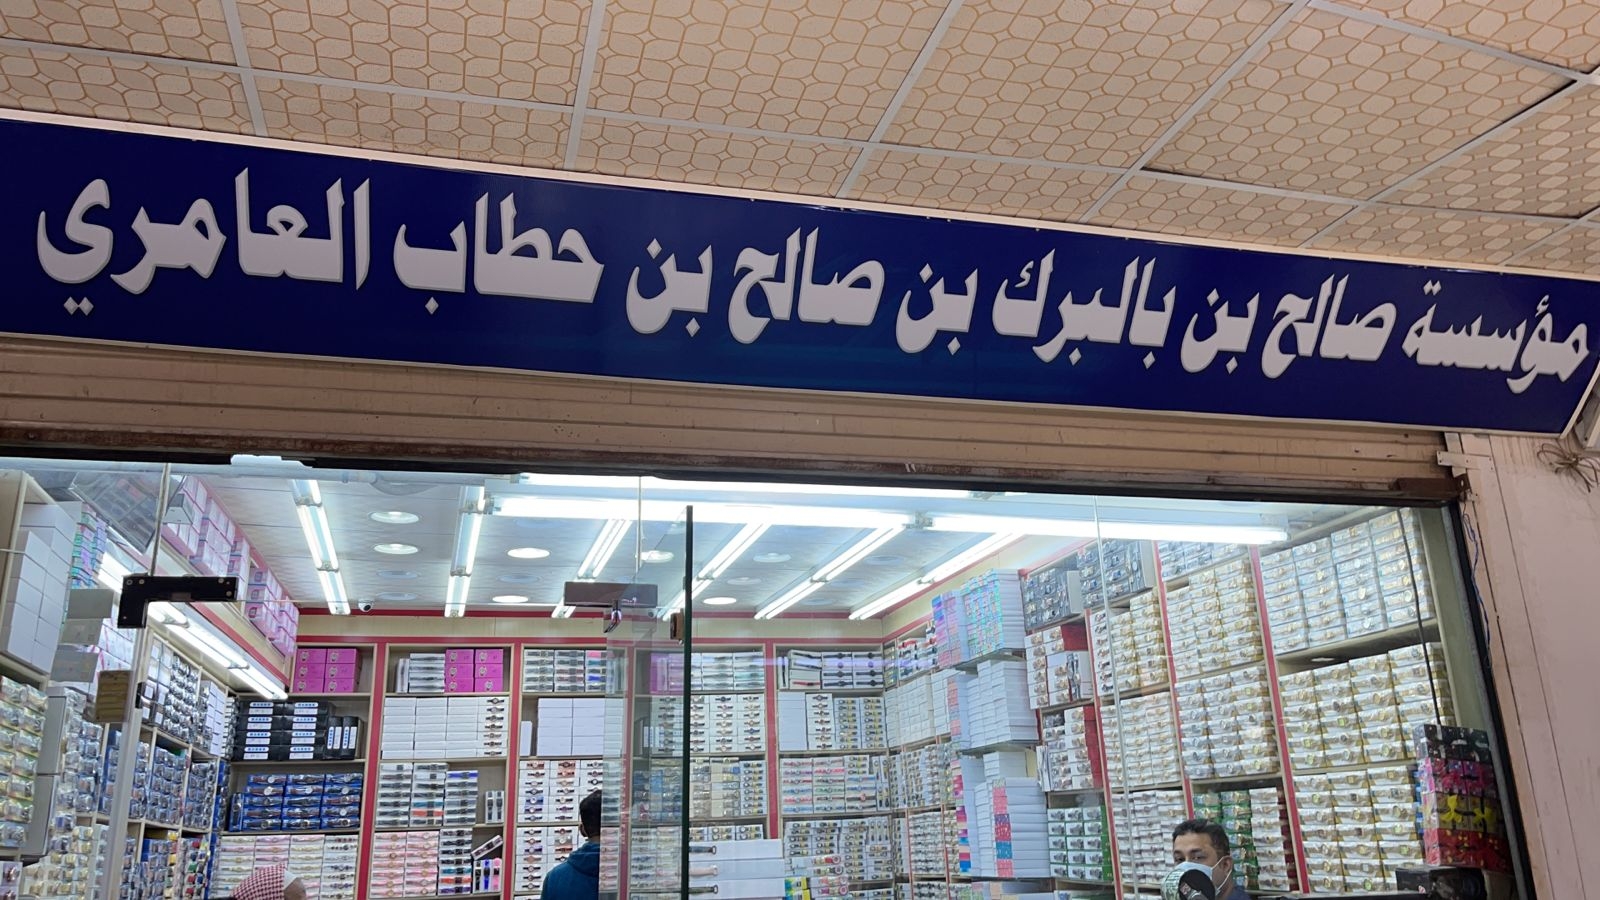 مؤسسة صالح بن بالبرك بن صالح بن حطاب العامري